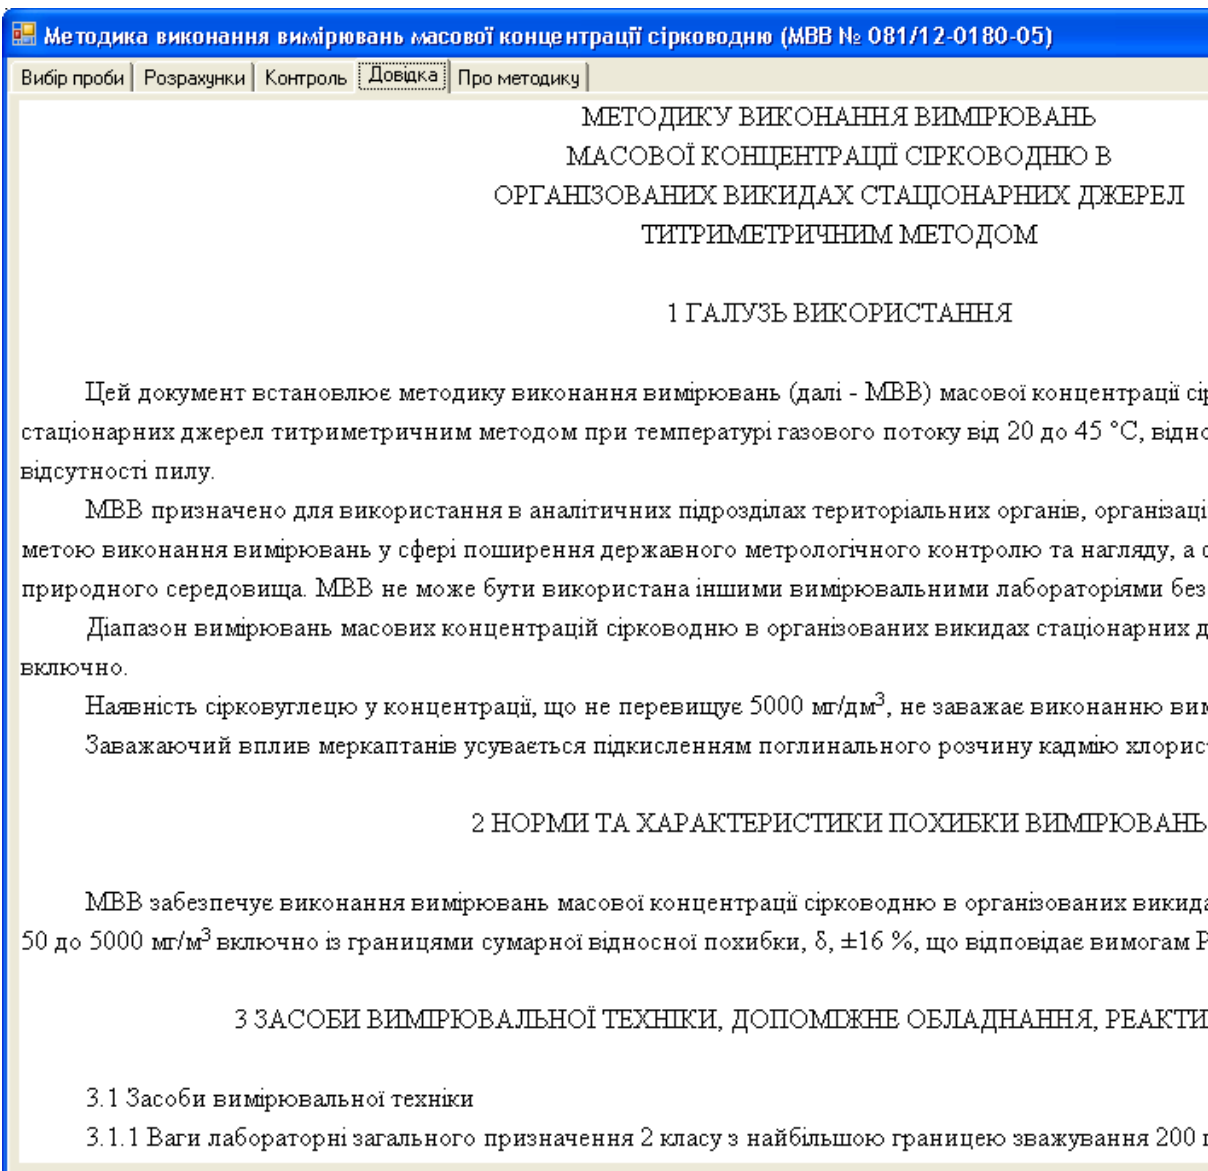 Методика виконання вимірювань масової концентрації сірководню (МВВ № 081/12-0180-05)
Вибір проби Розрахунки Контроль Довідка Про методику
МЕТОДИКУ ВИКОНАННЯ ВИМІРЮВАНЬ
МАСОВОЇ КОНЦЕНТРАЦІЇ СІРКОВОДНЮ В
ОРГАНІЗОВАНИХ ВИКИДАХ СТАЦІОНАРНИХ ДЖЕРЕЛ
ТИТРИМЕТРИЧНИМ МЕТОДОМ
1 ГАЛУЗЬ ВИКОРИСТАННЯ
Цей документ встановлює методику виконання вимірювань (далі - МВВ) масової концентрації
стаціонарних джерел титриметричним методом при температурі газового потоку від 20 до 45 °С,
відсутності пилу.
МВВ призначено для використання в аналітичних підрозділах територіальних органів,
метою виконання вимірювань у сфері поширення державного метрологічного контролю та нагляду, а
природного середовища. МВВ не може бути використана іншими вимірювальними лабораторіями без
Діапазон вимірювань масових концентрацій сірководню в організованих викидах стаціонарних
включно.
Наявність сірковуглецю у концентрації, що не перевищує 5000 мг/дм³, не заважає виконанню
Заважаючий вплив меркаптанів усувається підкисленням поглинального розчину кадмію
2 НОРМИ ТА ХАРАКТЕРИСТИКИ ПОХИБКИ ВИМІРЮВАНЬ
МВВ забезпечує виконання вимірювань масової концентрації сірководню в організованих
50 до 5000 мг/м³ включно із границями сумарної відносної похибки, δ, ±16 %, що відповідає вимогам
3 ЗАСОБИ ВИМІРЮВАЛЬНОЇ ТЕХНІКИ, ДОПОМІЖНЕ ОБЛАДНАННЯ,
3.1 Засоби вимірювальної техніки
3.1.1 Ваги лабораторні загального призначення 2 класу з найбільшою границею зважування 200